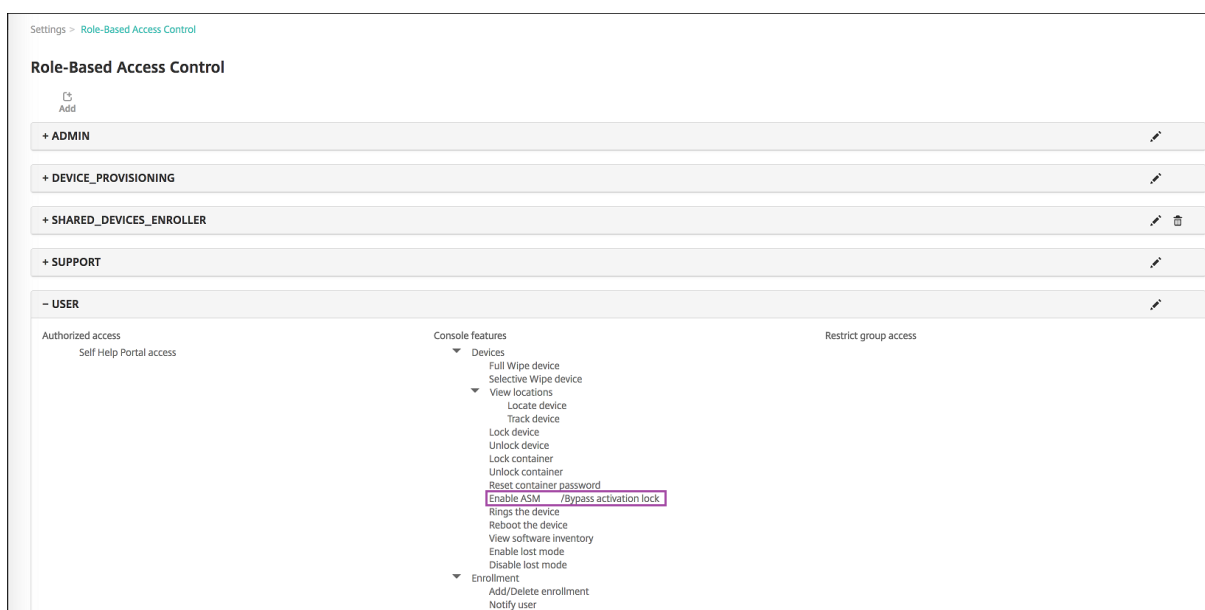 Settings > Role-Based Access Control
Role-Based Access Control
Add
+ ADMIN
+ DEVICE_PROVISIONING
+ SHARED_DEVICES_ENROLLER
+ SUPPORT
− USER
Authorized access
Self Help Portal access
Console features
Devices
Full Wipe device
Selective Wipe device
View locations
Locate device
Track device
Lock device
Unlock device
Lock container
Unlock container
Reset container password
Enable ASM /Bypass activation lock
Rings the device
Reboot the device
View software inventory
Enable lost mode
Disable lost mode
Enrollment
Add/Delete enrollment
Notify user
Restrict group access